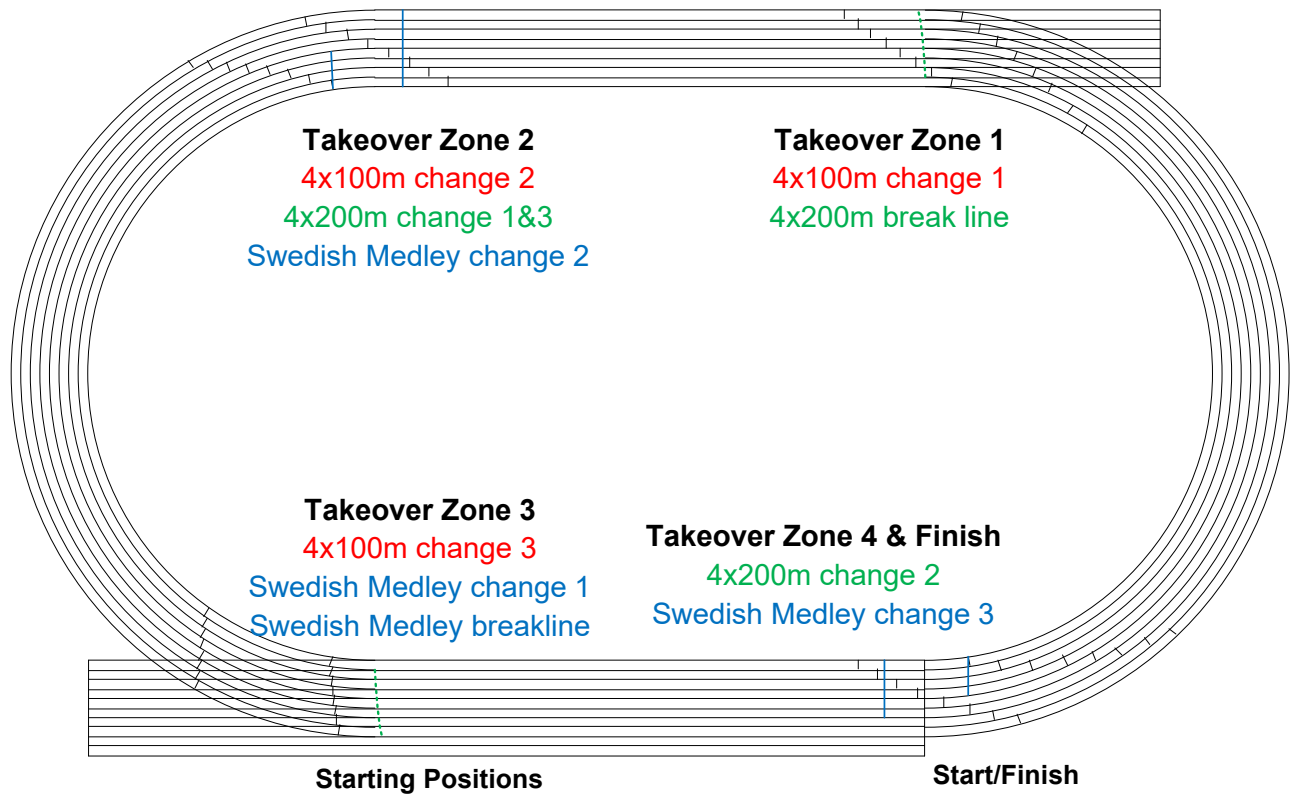 Takeover Zone 2
4x100m change 2
4x200m change 1&3
Swedish Medley change 2
Takeover Zone 1
4x100m change 1
4x200m break line
Takeover Zone 3
4x100m change 3
Swedish Medley change 1
Swedish Medley breakline
Takeover Zone 4 & Finish
4x200m change 2
Swedish Medley change 3
Starting Positions
Start/Finish